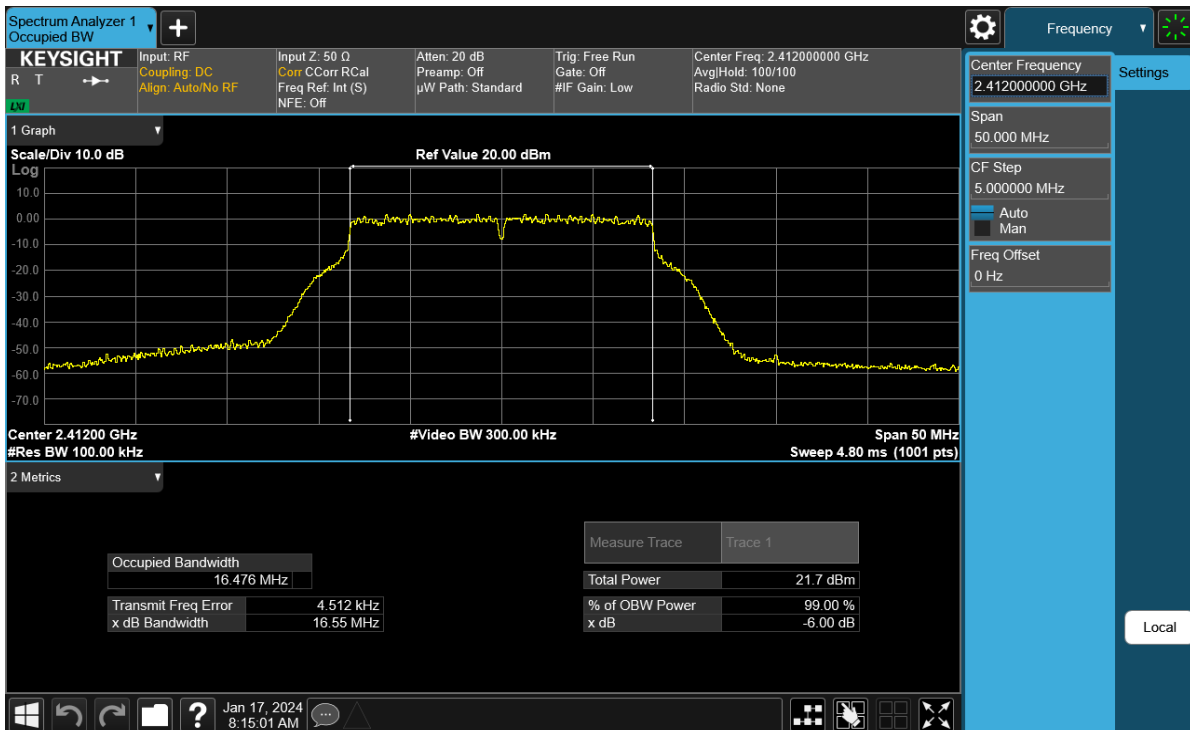 Spectrum Analyzer 1
Occupied BW
Frequency
KEYSIGHT
R T
LXI
Input: RF
Coupling: DC
Align: Auto/No RF
Input Z: 50 Ω
Corr CCorr RCal
Freq Ref: Int (S)
NFE: Off
Atten: 20 dB
Preamp: Off
µW Path: Standard
Trig: Free Run
Gate: Off
#IF Gain: Low
Center Freq: 2.412000000 GHz
Avg|Hold: 100/100
Radio Std: None
Center Frequency
2.412000000 GHz
Settings
Span
50.000 MHz
CF Step
5.000000 MHz
Auto
Man
Freq Offset
0 Hz
1 Graph
Scale/Div 10.0 dB
Ref Value 20.00 dBm
Log
10.0
0.00
-10.0
-20.0
-30.0
-40.0
-50.0
-60.0
-70.0
Center 2.41200 GHz
#Video BW 300.00 kHz
Span 50 MHz
#Res BW 100.00 kHz
Sweep 4.80 ms (1001 pts)
2 Metrics
Measure Trace
Trace 1
Occupied Bandwidth
16.476 MHz
Total Power
21.7 dBm
Transmit Freq Error
4.512 kHz
% of OBW Power
99.00 %
x dB Bandwidth
16.55 MHz
x dB
-6.00 dB
Local
?
Jan 17, 2024
8:15:01 AM